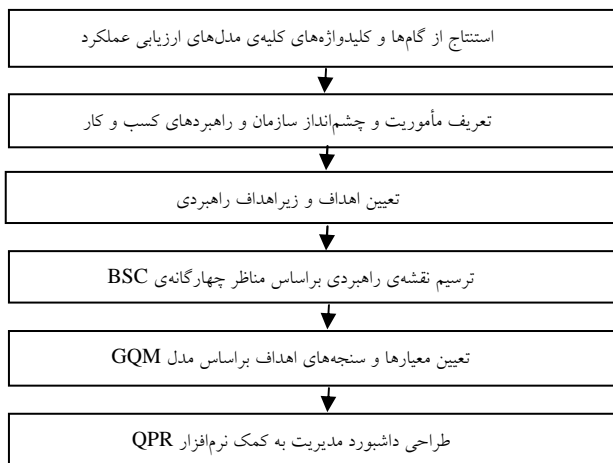 استنتاج از گام‌ها و کلیدواژه‌های کلیه‌ی مدل‌های ارزیابی عملکرد
تعریف مأموریت و چشم‌انداز سازمان و راهبردهای کسب و کار
تعیین اهداف و زیراهداف راهبردی
ترسیم نقشه‌ی راهبردی براساس مناظر چهارگانه‌ی BSC
تعیین معیارها و سنجه‌های اهداف براساس مدل GQM
طراحی داشبورد مدیریت به کمک نرم‌افزار QPR